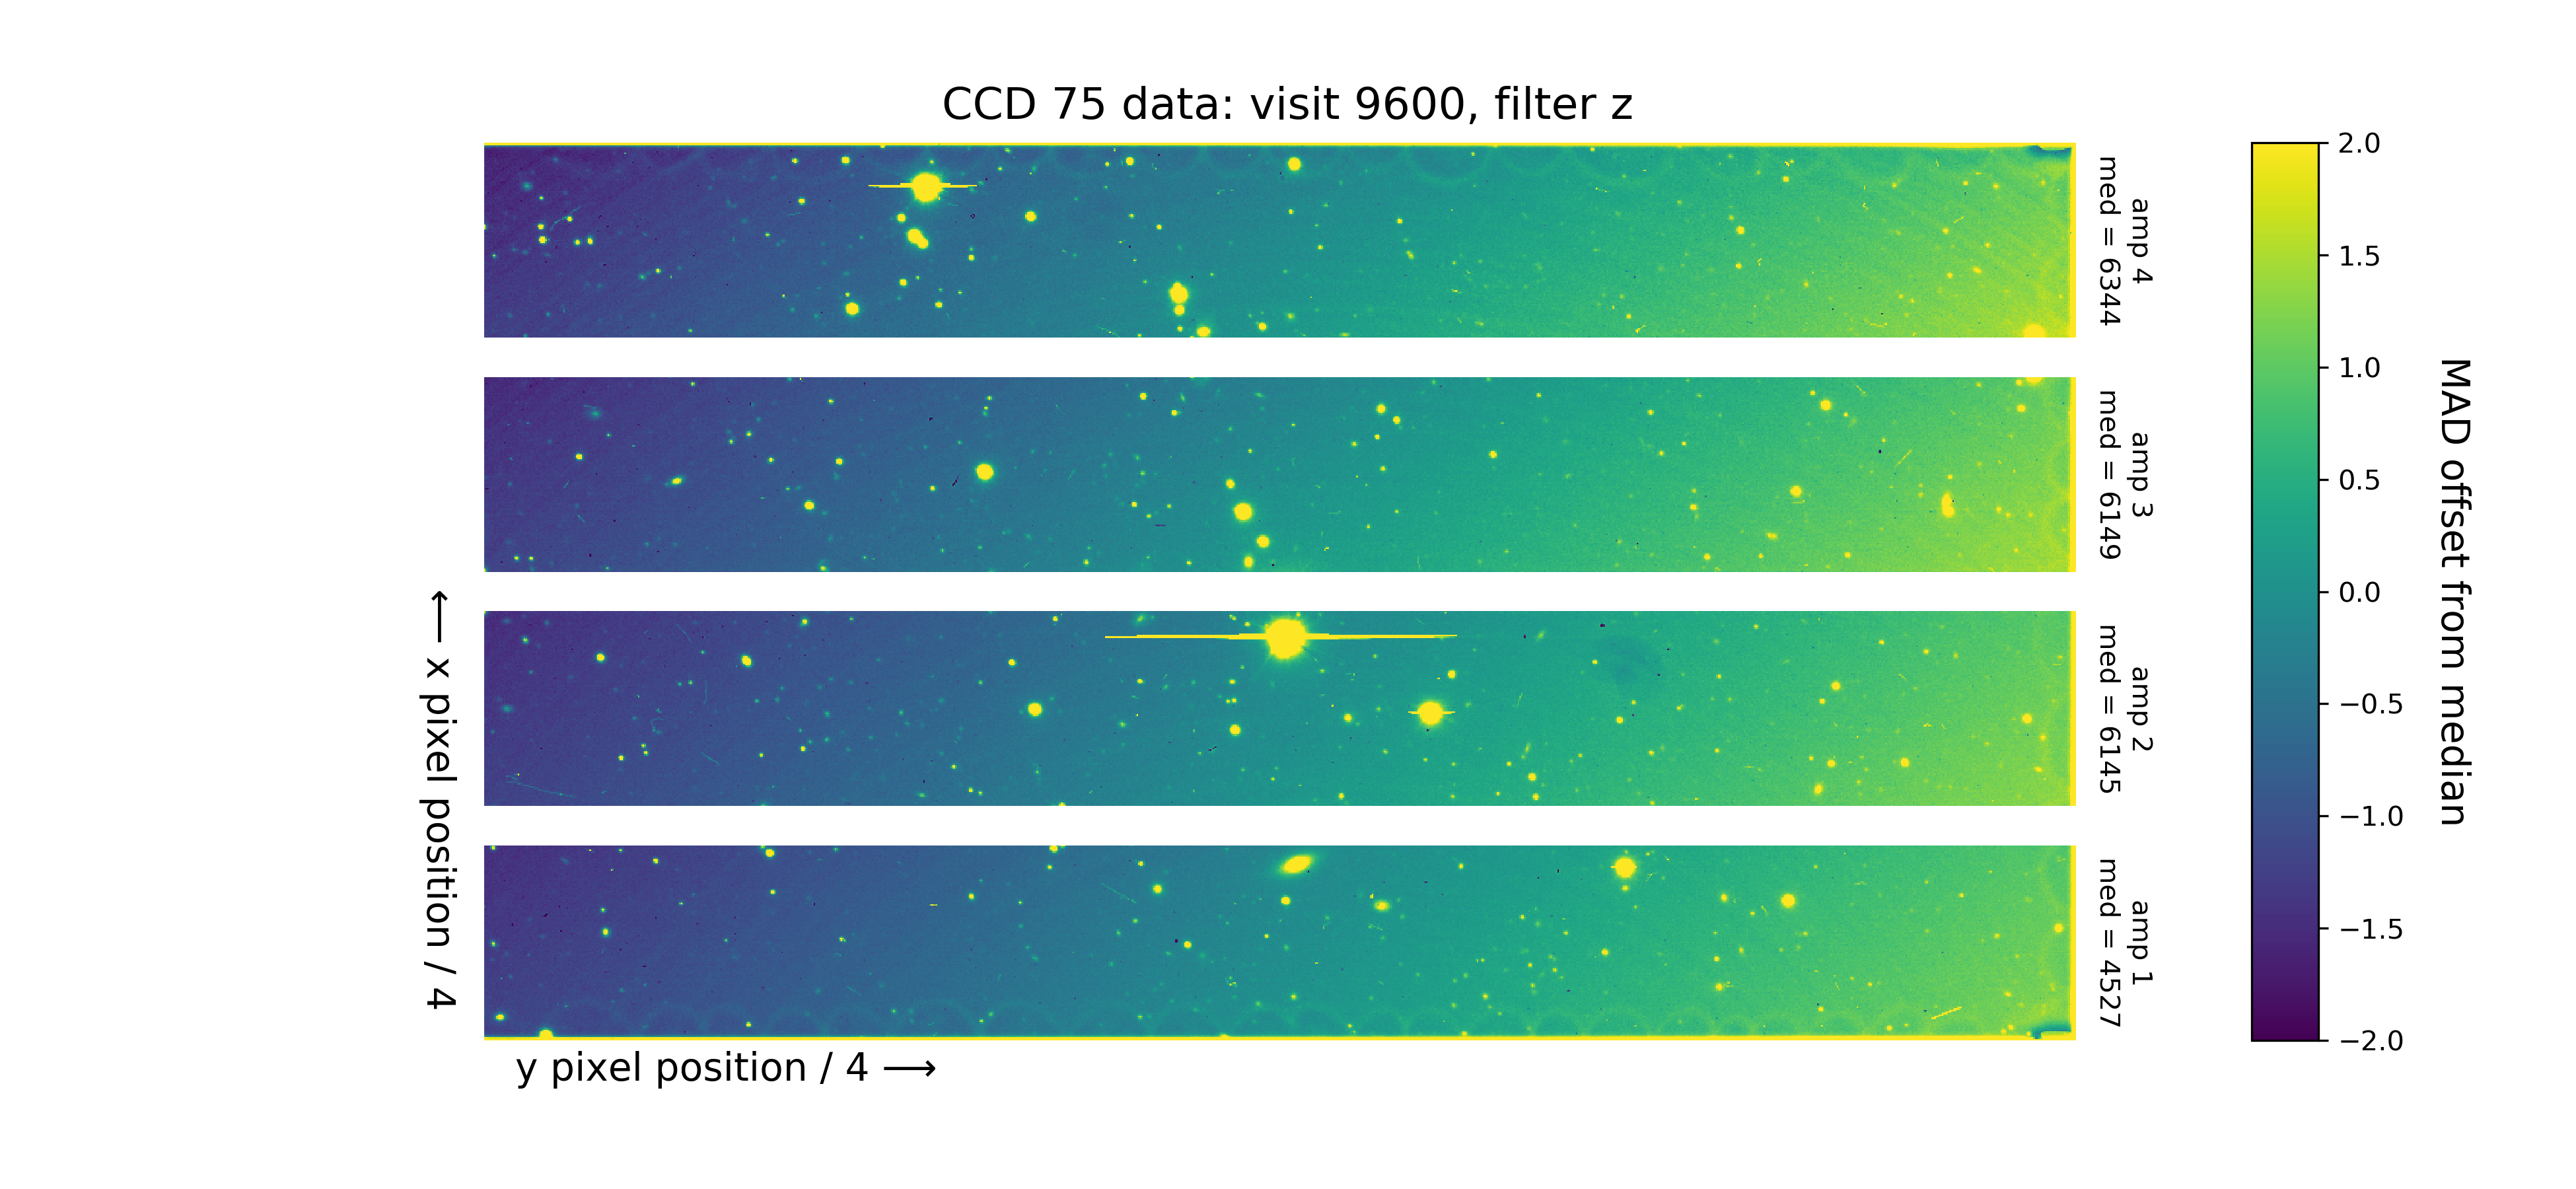 CCD 75 data: visit 9600, filter z
amp 4
med = 6344
amp 3
med = 6149
amp 2
med = 6145
amp 1
med = 4527
⟵ x pixel position / 4
y pixel position / 4 ⟶
2.0
1.5
1.0
0.5
0.0
−0.5
−1.0
−1.5
−2.0
MAD offset from median